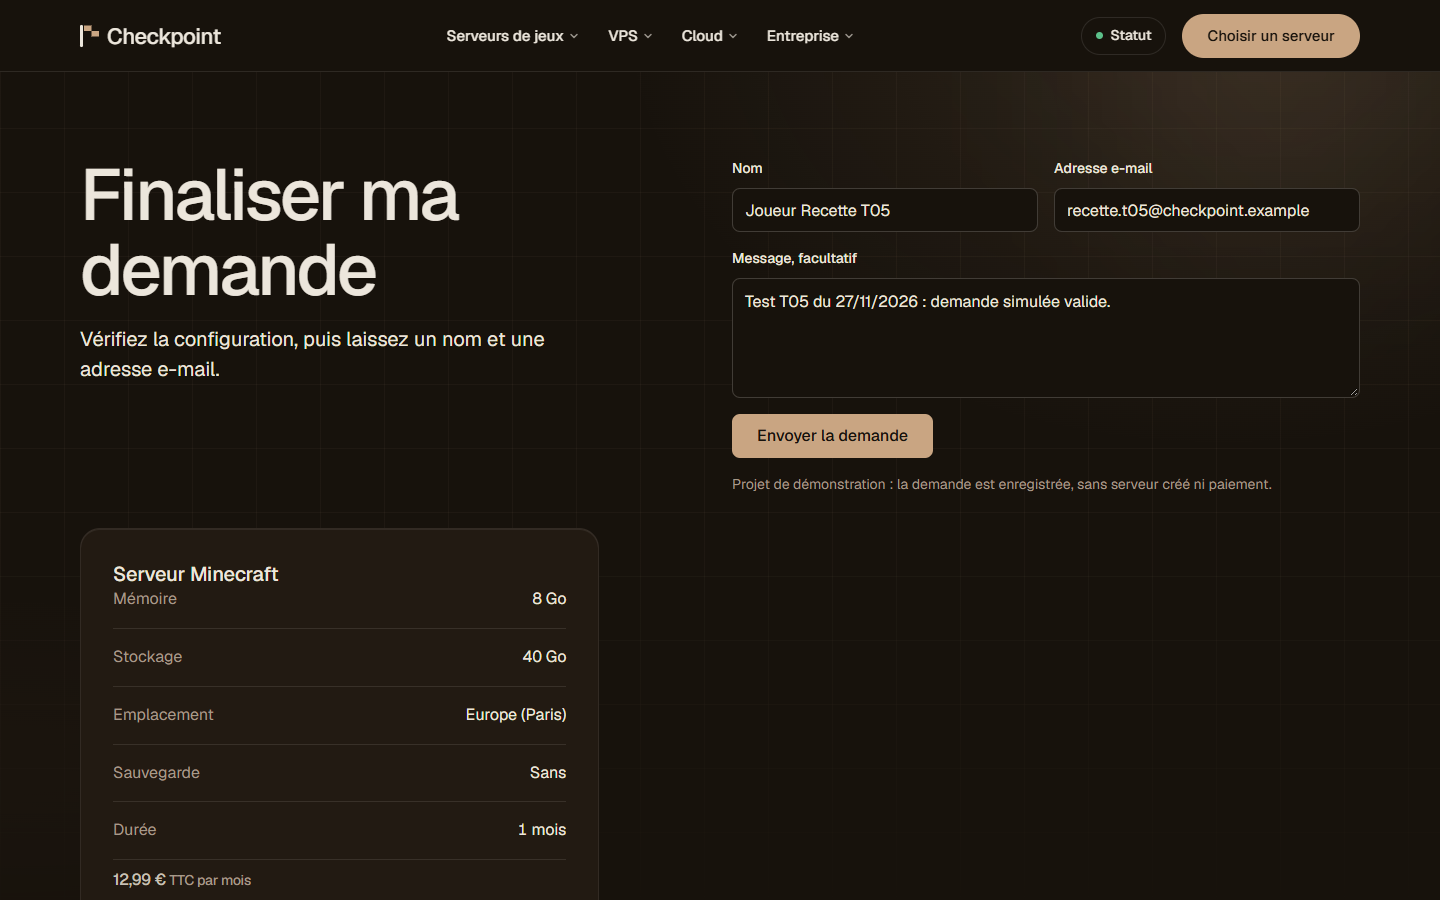 Checkpoint
Serveurs de jeux
VPS
Cloud
Entreprise
Statut
Choisir un serveur
Finaliser ma
demande
Vérifiez la configuration, puis laissez un nom et une
adresse e-mail.
Nom
Adresse e-mail
Joueur Recette T05
recette.t05@checkpoint.example
Message, facultatif
Test T05 du 27/11/2026 : demande simulée valide.
Envoyer la demande
Projet de démonstration : la demande est enregistrée, sans serveur créé ni paiement.
Serveur Minecraft
Mémoire 8 Go
Stockage 40 Go
Emplacement Europe (Paris)
Sauvegarde Sans
Durée 1 mois
12,99 € TTC par mois